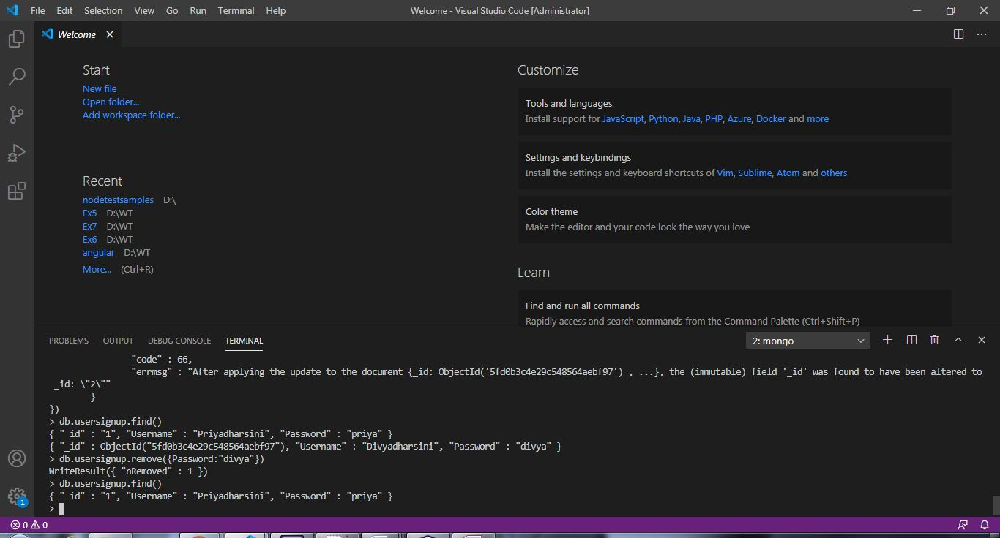 File Edit Selection View Go Run Terminal Help Welcome - Visual Studio Code [Administrator]
Welcome
Start
New file
Open folder...
Add workspace folder...
Recent
nodetestsamples D:\
Ex5 D:\WT
Ex7 D:\WT
Ex6 D:\WT
angular D:\WT
More... (Ctrl+R)
Customize
Tools and languages
Install support for JavaScript, Python, Java, PHP, Azure, Docker and more
Settings and keybindings
Install the settings and keyboard shortcuts of Vim, Sublime, Atom and others
Color theme
Make the editor and your code look the way you love
Learn
Find and run all commands
Rapidly access and search commands from the Command Palette (Ctrl+Shift+P)
PROBLEMS OUTPUT DEBUG CONSOLE TERMINAL 2: mongo
"code" : 66,
"errmsg" : "After applying the update to the document {_id: ObjectId('5fd0b3c4e29c548564aebf97') , ...}, the (immutable) field '_id' was found to have been altered to
_id: \"2\""
}
})
> db.usersignup.find()
{ "_id" : "1", "Username" : "Priyadharsini", "Password" : "priya" }
{ "_id" : ObjectId("5fd0b3c4e29c548564aebf97"), "Username" : "Divyadharsini", "Password" : "divya" }
> db.usersignup.remove({Password:"divya"})
WriteResult({ "nRemoved" : 1 })
> db.usersignup.find()
{ "_id" : "1", "Username" : "Priyadharsini", "Password" : "priya" }
>
1
0 0